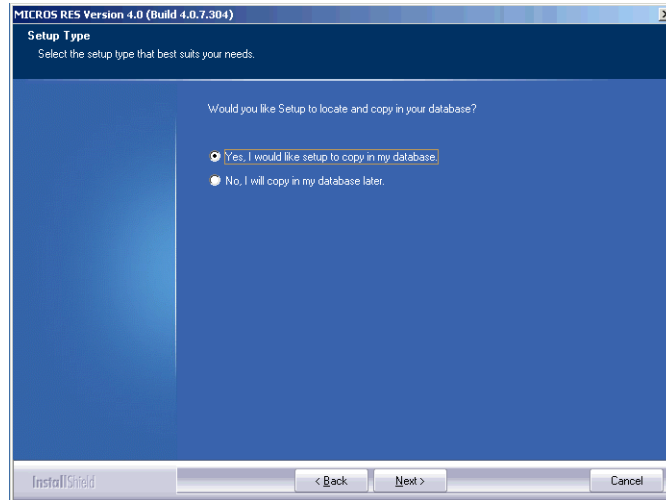 MICROS RES Version 4.0 (Build 4.0.7.304)
Setup Type
Select the setup type that best suits your needs.
Would you like Setup to locate and copy in your database?
Yes, I would like setup to copy in my database.
No, I will copy in my database later.
InstallShield
< Back
Next >
Cancel